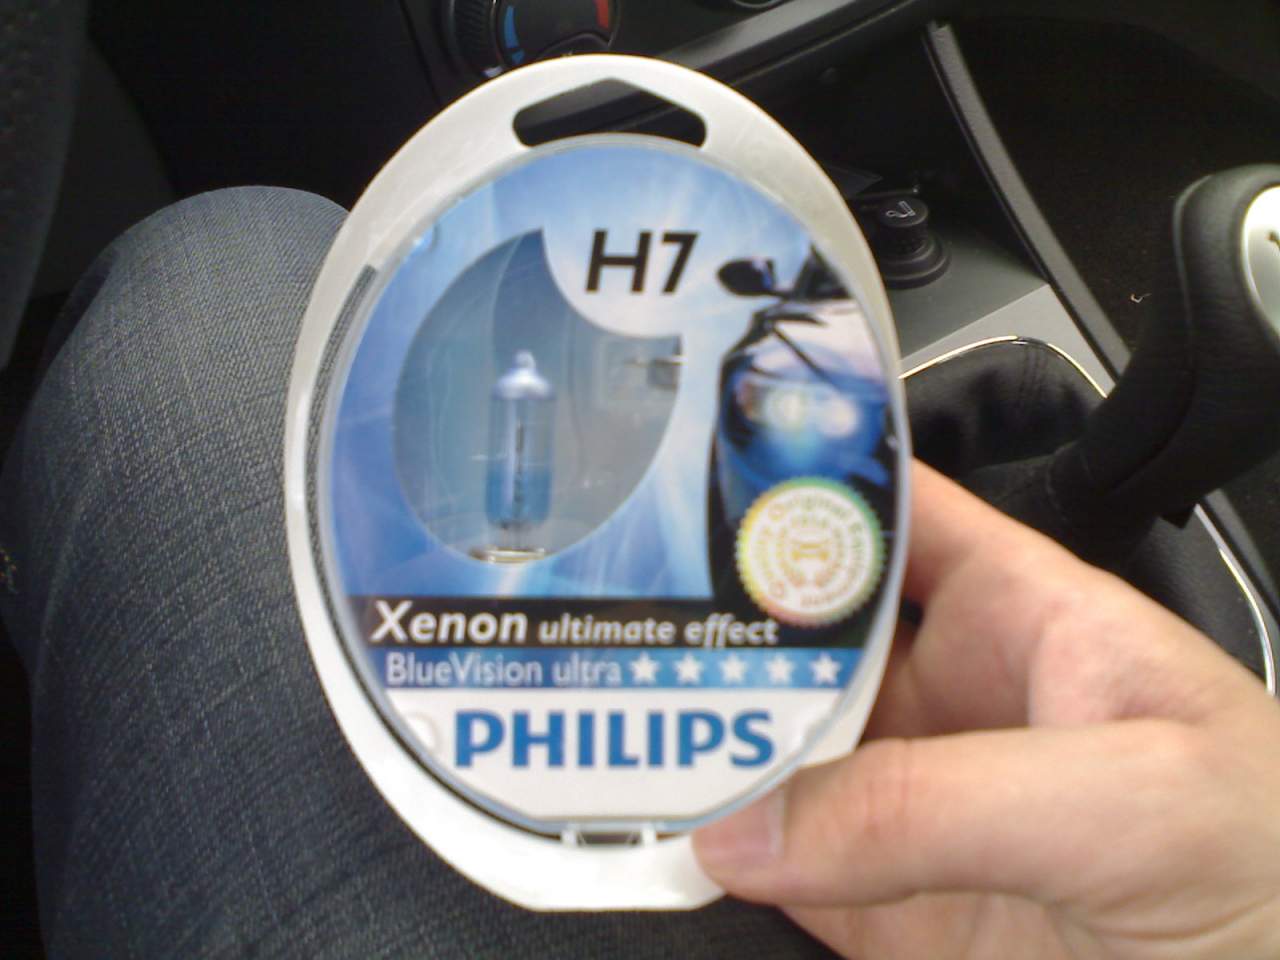 H7
Xenon ultimate effect
BlueVision ultra
PHILIPS